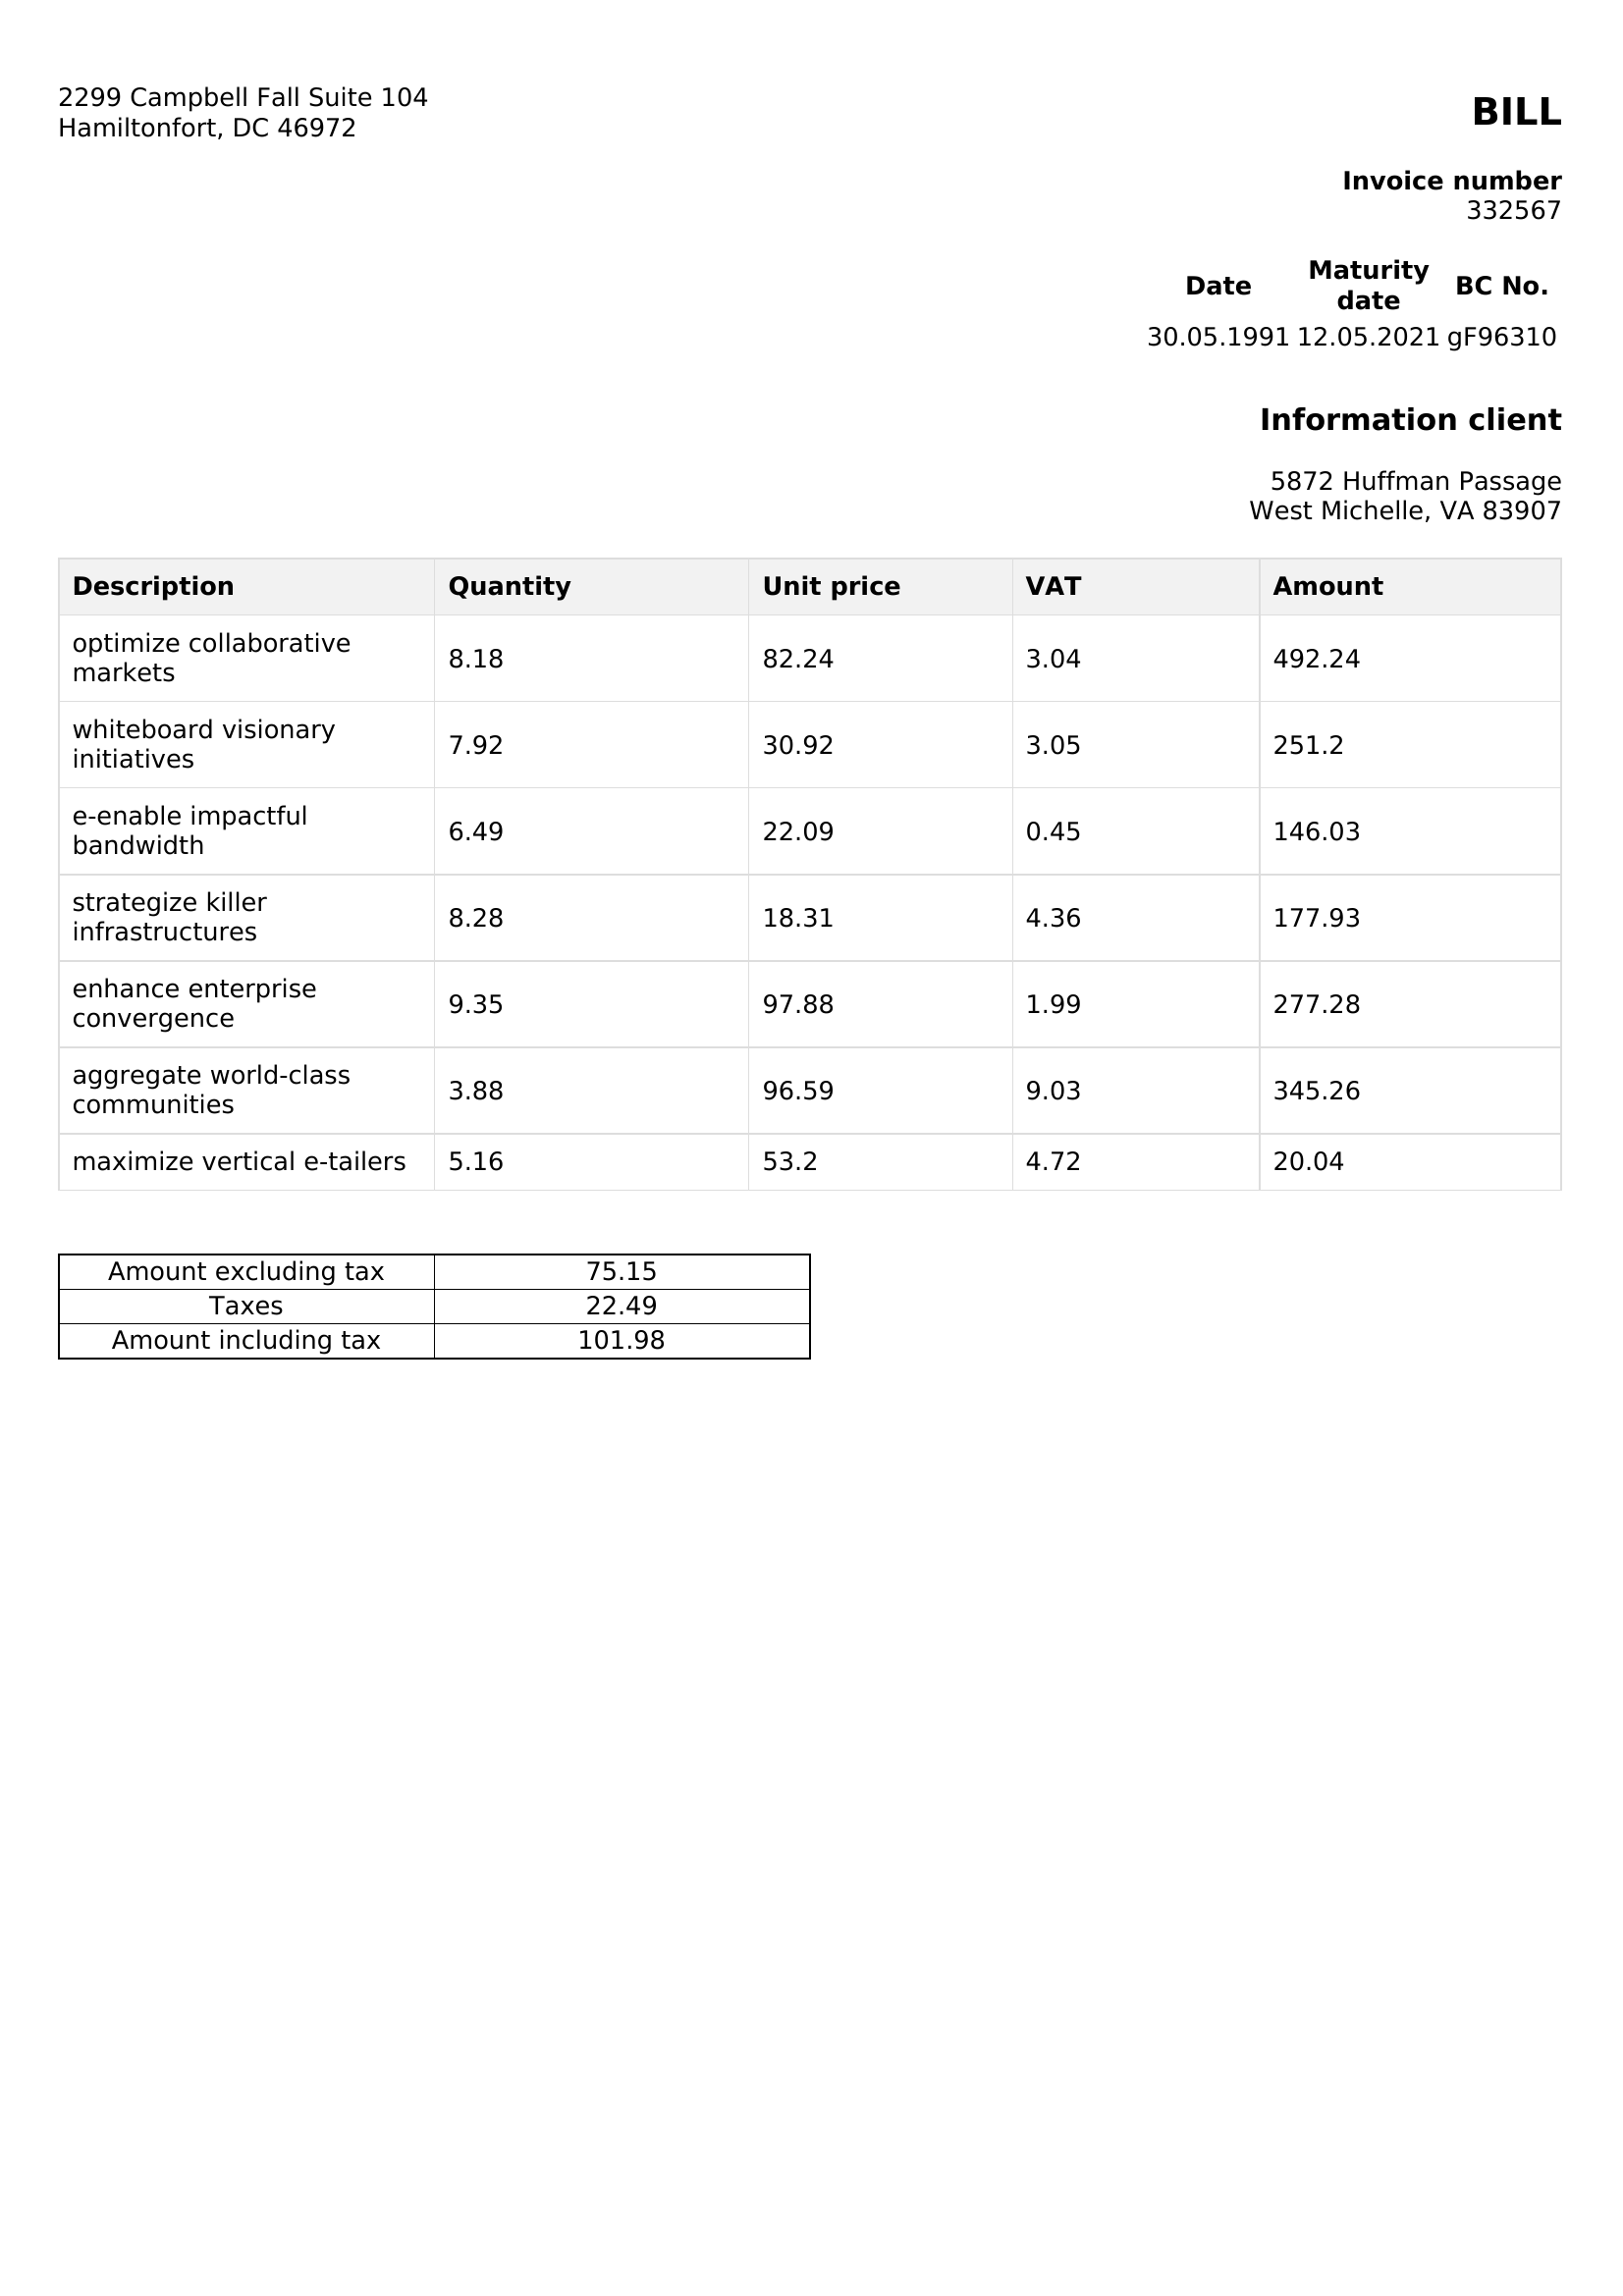 2299 Campbell Fall Suite 104
Hamiltonfort, DC 46972
BILL
Invoice number
332567
Date Maturity date BC No.
30.05.1991 12.05.2021 gF96310
Information client
5872 Huffman Passage
West Michelle, VA 83907
Description Quantity Unit price VAT Amount
optimize collaborative
markets 8.18 82.24 3.04 492.24
whiteboard visionary
initiatives 7.92 30.92 3.05 251.2
e-enable impactful
bandwidth 6.49 22.09 0.45 146.03
strategize killer
infrastructures 8.28 18.31 4.36 177.93
enhance enterprise
convergence 9.35 97.88 1.99 277.28
aggregate world-class
communities 3.88 96.59 9.03 345.26
maximize vertical e-tailers 5.16 53.2 4.72 20.04
Amount excluding tax 75.15
Taxes 22.49
Amount including tax 101.98